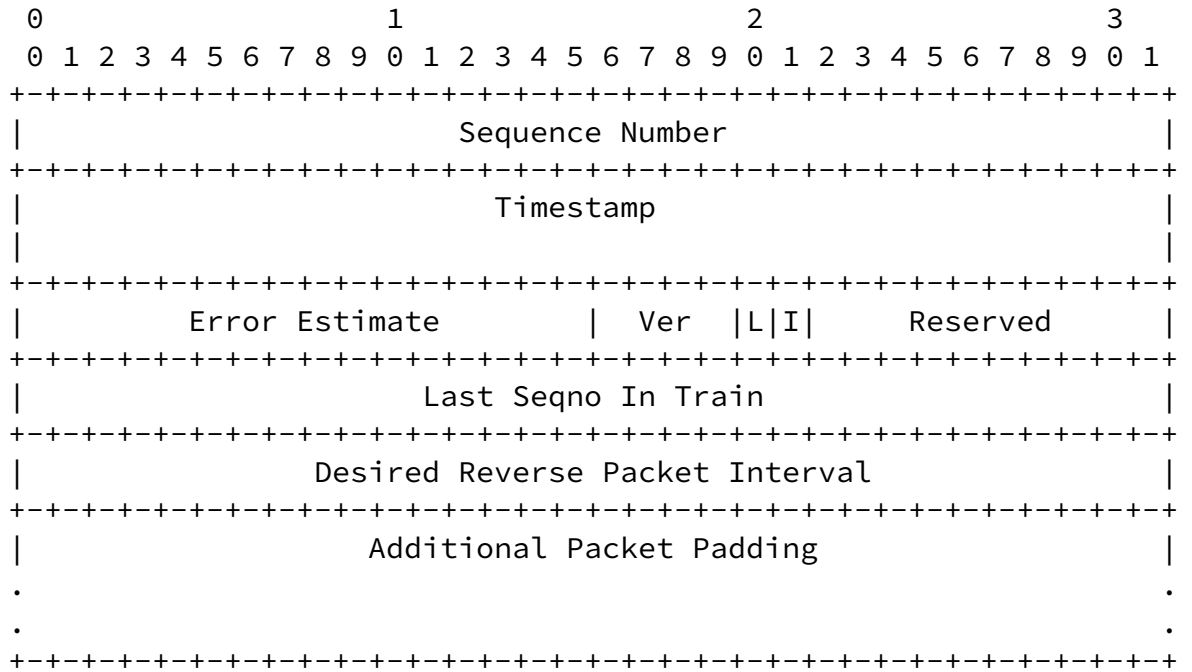 0                   1                   2                   3
 0 1 2 3 4 5 6 7 8 9 0 1 2 3 4 5 6 7 8 9 0 1 2 3 4 5 6 7 8 9 0 1
+-+-+-+-+-+-+-+-+-+-+-+-+-+-+-+-+-+-+-+-+-+-+-+-+-+-+-+-+-+-+-+-+
|                        Sequence Number                        |
+-+-+-+-+-+-+-+-+-+-+-+-+-+-+-+-+-+-+-+-+-+-+-+-+-+-+-+-+-+-+-+-+
|                          Timestamp                            |
|                                                               |
+-+-+-+-+-+-+-+-+-+-+-+-+-+-+-+-+-+-+-+-+-+-+-+-+-+-+-+-+-+-+-+-+
|         Error Estimate        |  Ver  |L|I|     Reserved      |
+-+-+-+-+-+-+-+-+-+-+-+-+-+-+-+-+-+-+-+-+-+-+-+-+-+-+-+-+-+-+-+-+
|                      Last Seqno In Train                      |
+-+-+-+-+-+-+-+-+-+-+-+-+-+-+-+-+-+-+-+-+-+-+-+-+-+-+-+-+-+-+-+-+
|                Desired Reverse Packet Interval                |
+-+-+-+-+-+-+-+-+-+-+-+-+-+-+-+-+-+-+-+-+-+-+-+-+-+-+-+-+-+-+-+-+
|                   Additional Packet Padding                   |
.                                                               .
.                                                               .
+-+-+-+-+-+-+-+-+-+-+-+-+-+-+-+-+-+-+-+-+-+-+-+-+-+-+-+-+-+-+-+-+